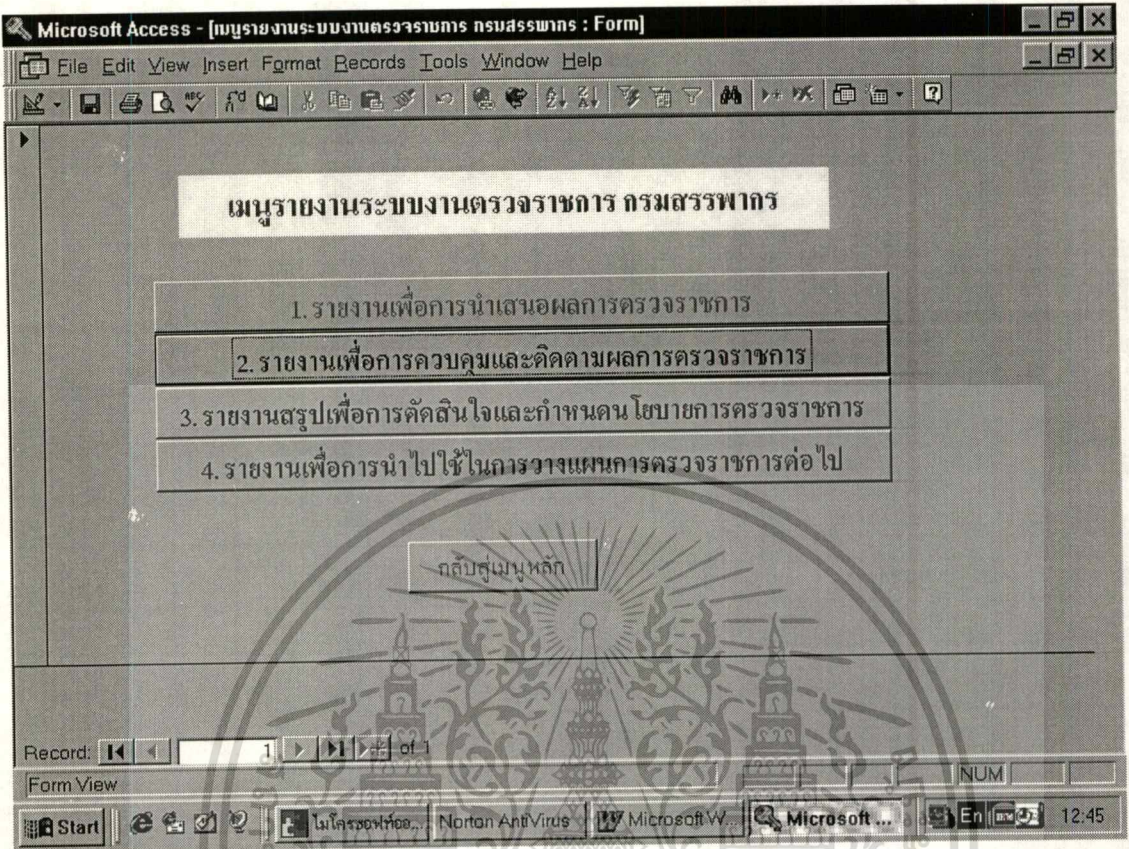 Microsoft Access - [เมนูรายงานระบบงานตรวจราชการ กรมสรรพากร : Form]
File Edit View Insert Format Records Tools Window Help
เมนูรายงานระบบงานตรวจราชการ กรมสรรพากร
1. รายงานเพื่อการนำเสนอผลการตรวจราชการ
2. รายงานเพื่อการควบคุมและติดตามผลการตรวจราชการ
3. รายงานสรุปเพื่อการตัดสินใจและกำหนดนโยบายการตรวจราชการ
4. รายงานเพื่อการนำไปใช้ในการวางแผนการตรวจราชการต่อไป
กลับสู่เมนูหลัก
Record: 1 of 1
Form View NUM
Start ไมโครซอฟท์ออ... Norton AntiVirus Microsoft W... Microsoft ... En 12:45